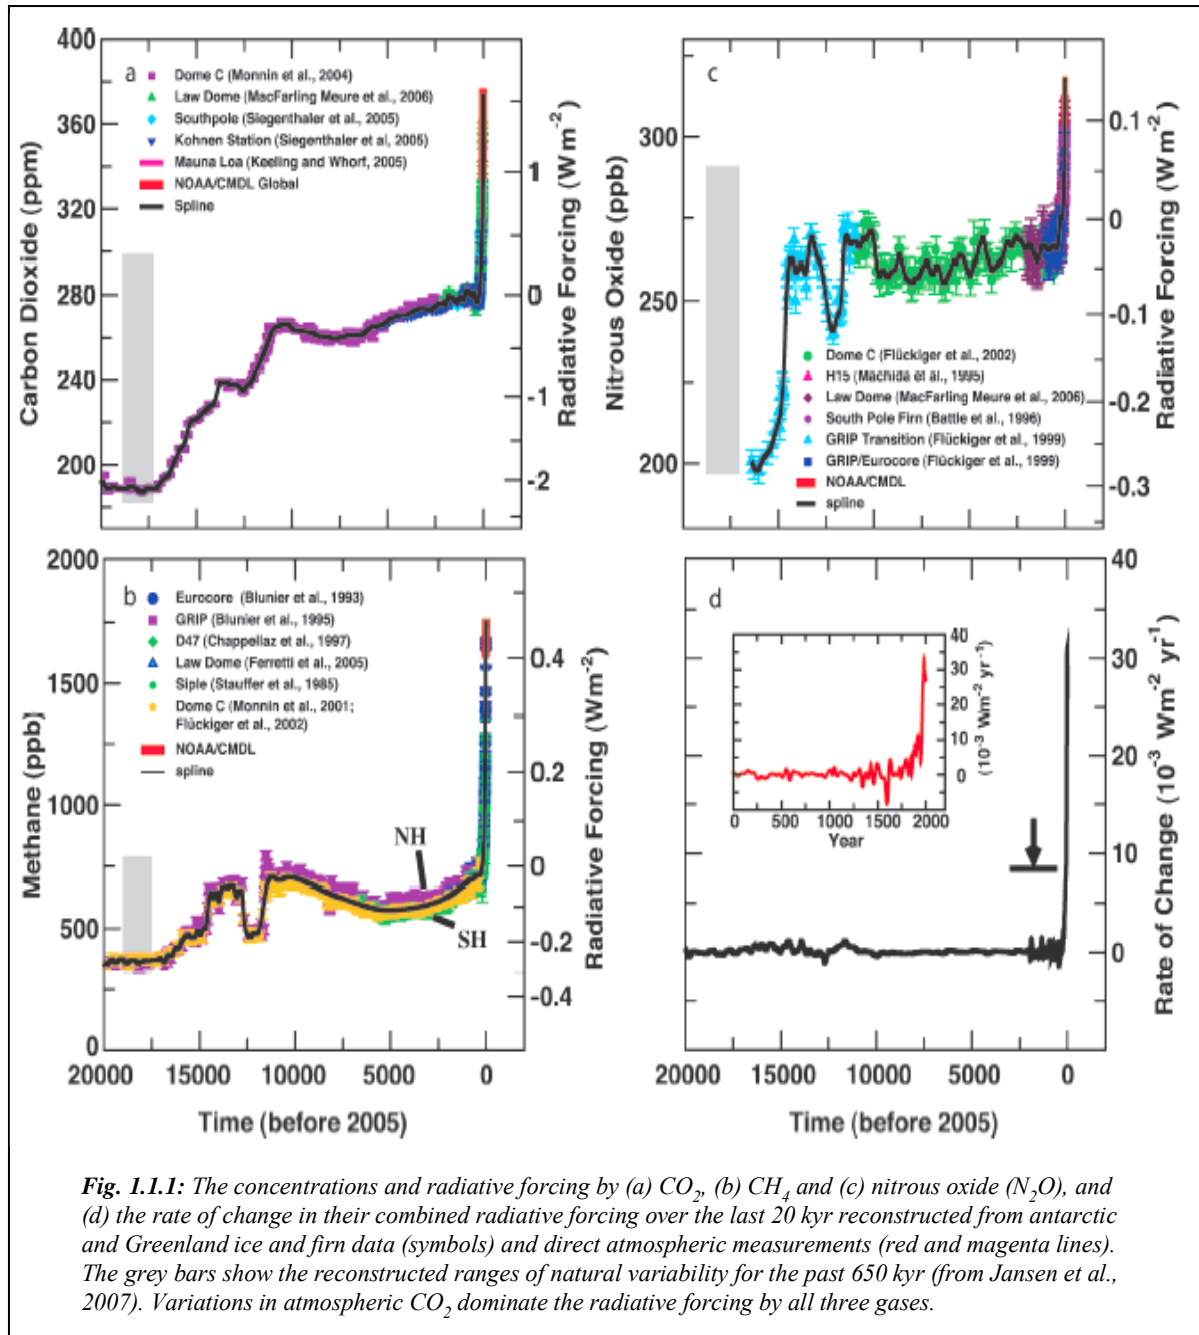 a
Dome C (Monnin et al., 2004)
Law Dome (MacFarling Meure et al., 2006)
Southpole (Siegenthaler et al., 2005)
Kohnen Station (Siegenthaler et al, 2005)
Mauna Loa (Keeling and Whorf, 2005)
NOAA/CMDL Global
Spline
Carbon Dioxide (ppm)
400
360
320
280
240
200
Radiative Forcing (Wm-2)
1
0
-1
-2
c
Nitrous Oxide (ppb)
300
250
200
Dome C (Flückiger et al., 2002)
H15 (Machida et al., 1995)
Law Dome (MacFarling Meure et al., 2006)
South Pole Firn (Battle et al., 1996)
GRIP Transition (Flückiger et al., 1999)
GRIP/Eurocore (Flückiger et al., 1999)
NOAA/CMDL
spline
Radiative Forcing (Wm-2)
0.1
0
-0.1
-0.2
-0.3
b
Eurocore (Blunier et al., 1993)
GRIP (Blunier et al., 1995)
D47 (Chappellaz et al., 1997)
Law Dome (Ferretti et al., 2005)
Siple (Stauffer et al., 1985)
Dome C (Monnin et al., 2001;
Flückiger et al., 2002)
NOAA/CMDL
spline
NH
SH
Methane (ppb)
2000
1500
1000
500
0
Radiative Forcing (Wm-2)
0.4
0.2
0
-0.2
-0.4
20000 15000 10000 5000 0
Time (before 2005)
d
40
30
20
10
0
(10-3 Wm-2 yr-1)
0 500 1000 1500 2000
Year
40
30
20
10
0
Rate of Change (10-3 Wm-2 yr-1)
20000 15000 10000 5000 0
Time (before 2005)
Fig. 1.1.1: The concentrations and radiative forcing by (a) CO2, (b) CH4 and (c) nitrous oxide (N2O), and
(d) the rate of change in their combined radiative forcing over the last 20 kyr reconstructed from antarctic
and Greenland ice and firn data (symbols) and direct atmospheric measurements (red and magenta lines).
The grey bars show the reconstructed ranges of natural variability for the past 650 kyr (from Jansen et al.,
2007). Variations in atmospheric CO2 dominate the radiative forcing by all three gases.